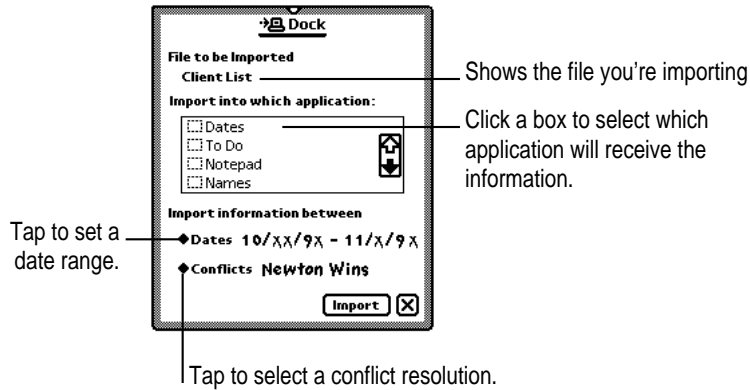 Dock
File to be Imported
Client List
Shows the file you're importing
Import into which application:
Dates
To Do
Notepad
Names
Click a box to select which
application will receive the
information.
Import information between
Tap to set a
date range.
Dates 10/xx/9x - 11/x/9x
Conflicts Newton Wins
Import
Tap to select a conflict resolution.